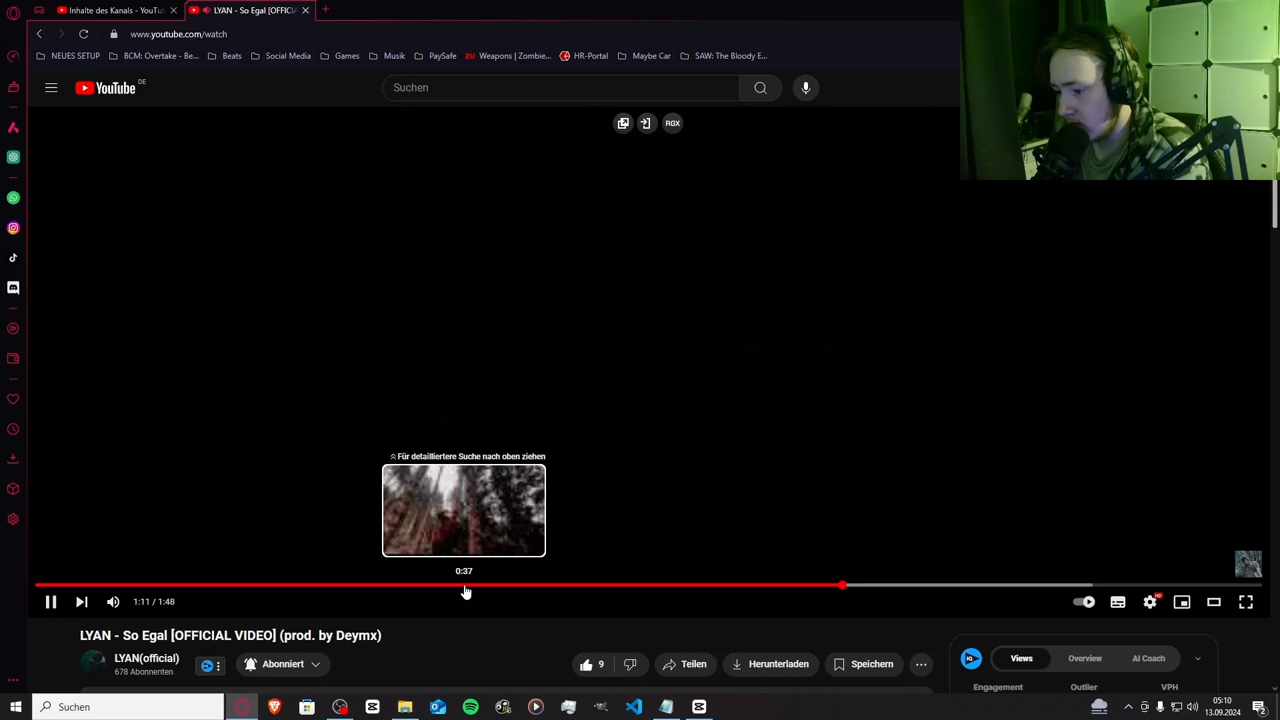 Inhalte des Kanals - YouTu
LYAN - So Egal [OFFICIA
www.youtube.com/watch
NEUES SETUP
BCM: Overtake - Be...
Beats
Social Media
Games
Musik
PaySafe
Weapons | Zombie...
HR-Portal
Maybe Car
SAW: The Bloody E...
YouTube DE
Suchen
RGX
Für detailliertere Suche nach oben ziehen
0:37
1:11 / 1:48
HD
LYAN - So Egal [OFFICIAL VIDEO] (prod. by Deymx)
LYAN(official)
678 Abonnenten
Abonniert
9
Teilen
Herunterladen
Speichern
Views
Overview
AI Coach
Engagement
Outlier
VPH
Suchen
05:10
13.09.2024
2